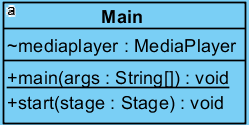 a
Main
~mediaplayer : MediaPlayer
+main(args : String[]) : void
+start(stage : Stage) : void